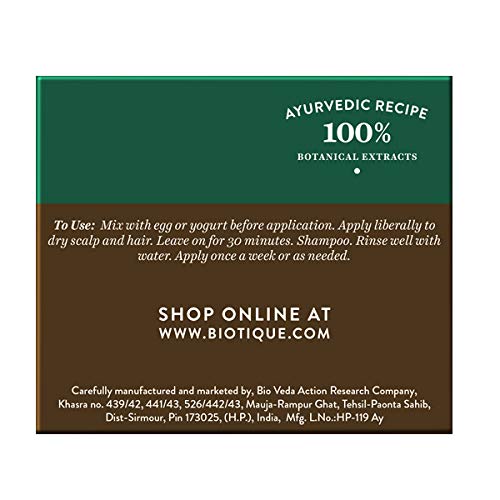 AYURVEDIC RECIPE
100%
BOTANICAL EXTRACTS
To Use: Mix with egg or yogurt before application. Apply liberally to
dry scalp and hair. Leave on for 30 minutes. Shampoo. Rinse well with
water. Apply once a week or as needed.
SHOP ONLINE AT
WWW.BIOTIQUE.COM
Carefully manufactured and marketed by, Bio Veda Action Research Company,
Khasra no. 439/42, 441/43, 526/442/43, Mauja-Rampur Ghat, Tehsil-Paonta Sahib,
Dist-Sirmour, Pin 173025, (H.P.), India, Mfg. L.No.:HP-119 Ay